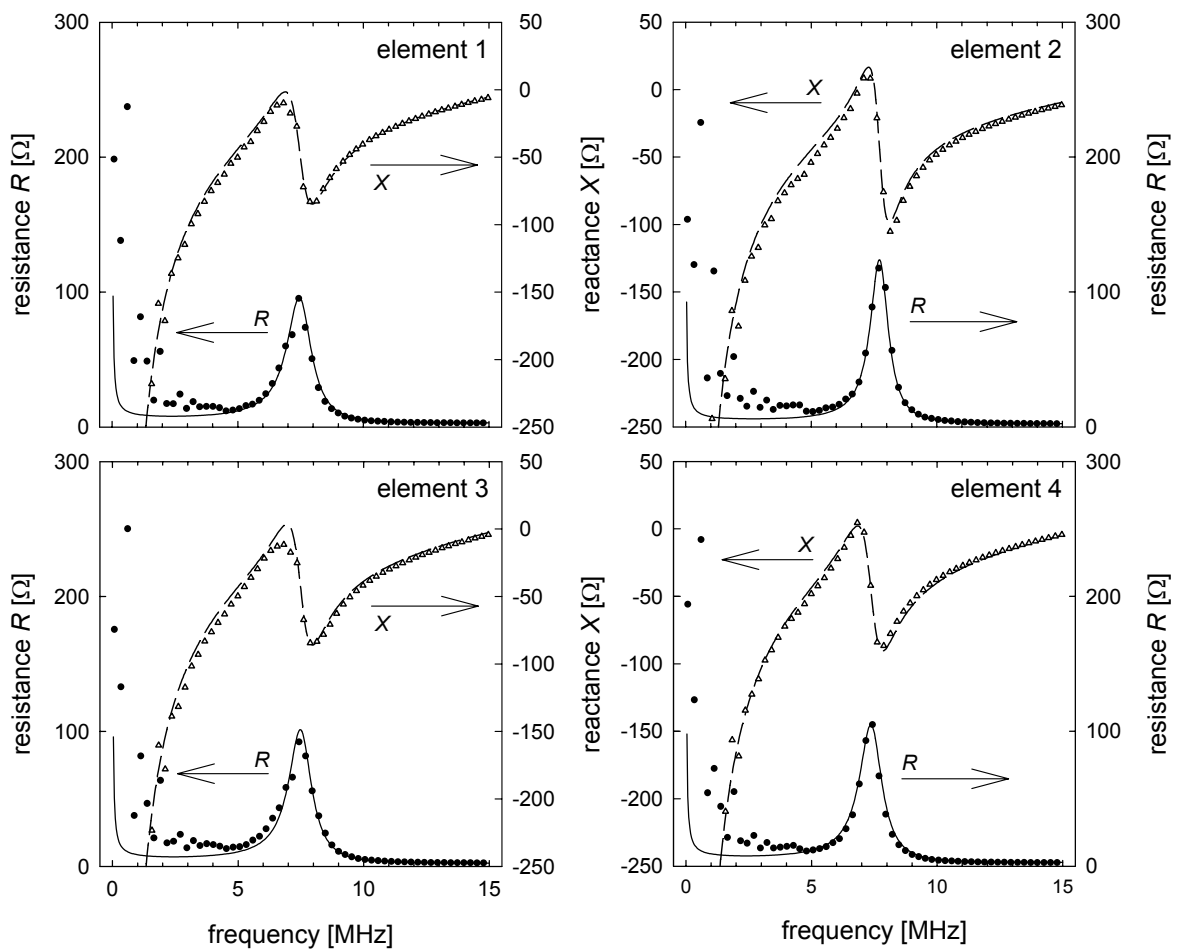 element 1
300
200
100
0
resistance R [Ω]
50
0
-50
-100
-150
-200
-250
X
R
element 2
50
0
-50
-100
-150
-200
-250
reactance X [Ω]
300
200
100
0
resistance R [Ω]
X
R
element 3
300
200
100
0
resistance R [Ω]
50
0
-50
-100
-150
-200
-250
X
R
0 5 10 15
frequency [MHz]
element 4
50
0
-50
-100
-150
-200
-250
reactance X [Ω]
300
200
100
0
resistance R [Ω]
X
R
0 5 10 15
frequency [MHz]